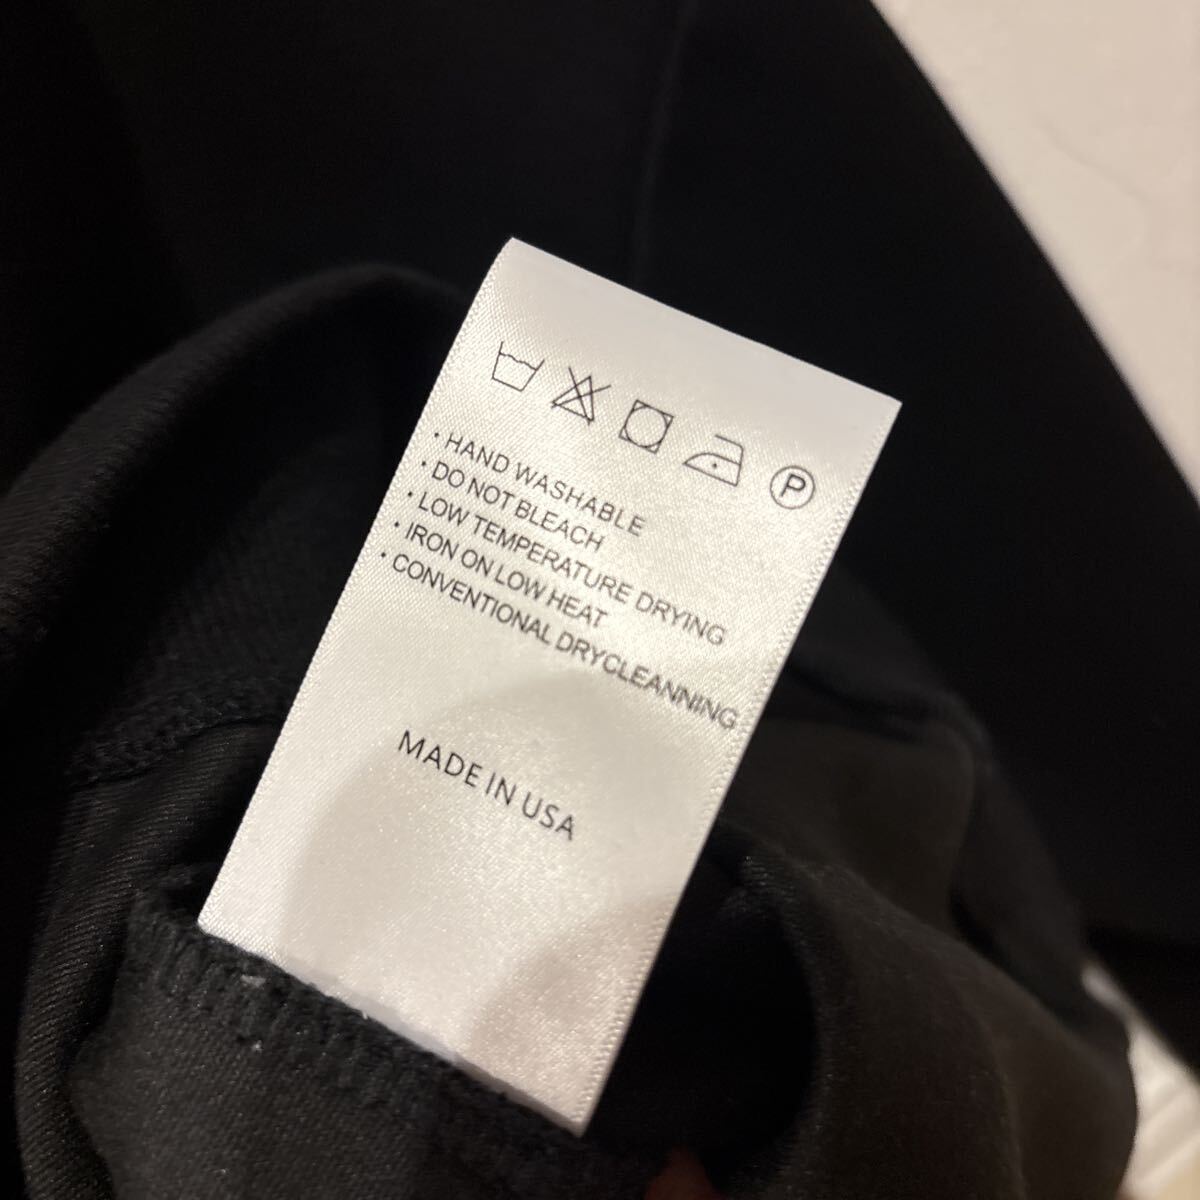 P
· HAND WASHABLE
· DO NOT BLEACH
· LOW TEMPERATURE DRYING
· IRON ON LOW HEAT
· CONVENTIONAL DRYCLEANNING
MADE IN USA